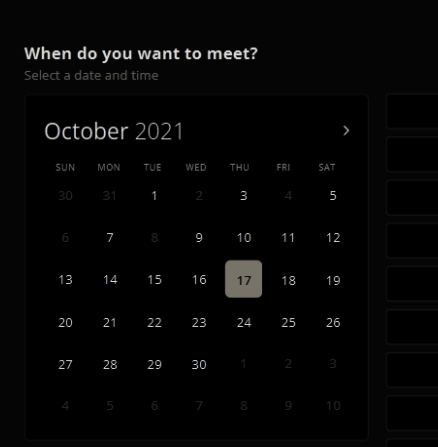 When do you want to meet?
Select a date and time
October 2021
SUN MON TUE WED THU FRI SAT
30 31 1 2 3 4 5
6 7 8 9 10 11 12
13 14 15 16 17 18 19
20 21 22 23 24 25 26
27 28 29 30 1 2 3
4 5 6 7 8 9 10